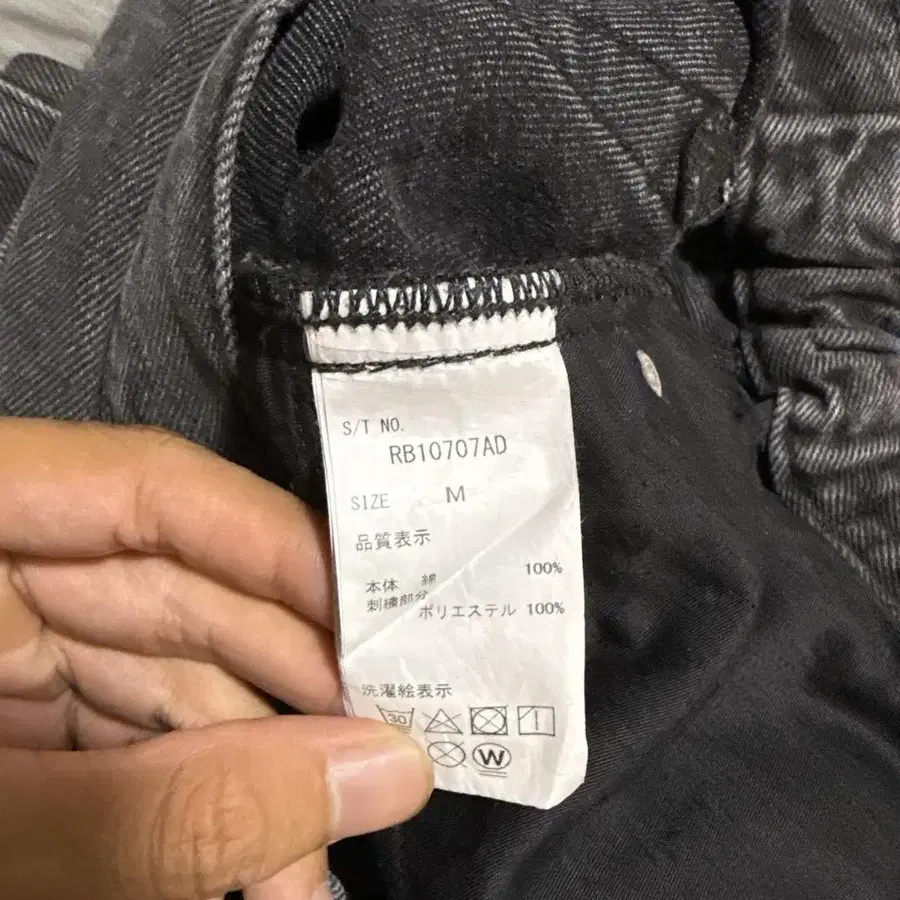 S/T NO.
RB10707AD
SIZE M
品質表示
本体 綿 100%
刺繍部分
ポリエステル 100%
洗濯絵表示
30
W